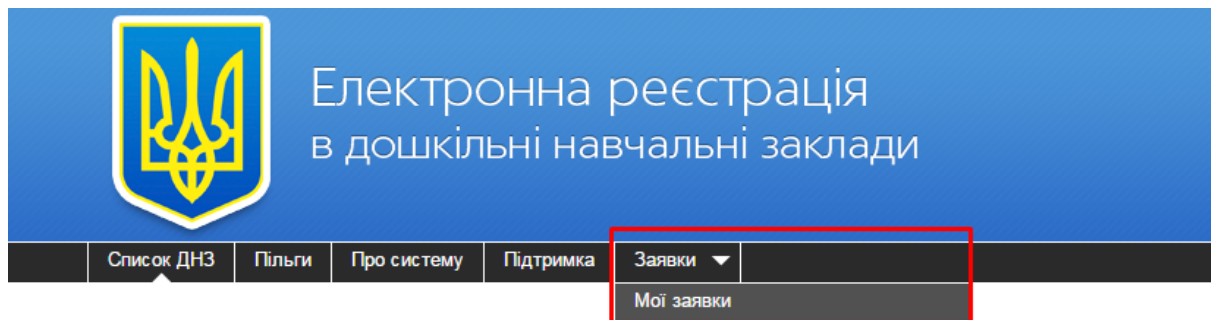 Електронна реєстрація
в дошкільні навчальні заклади
Список ДНЗ Пільги Про систему Підтримка Заявки
Мої заявки